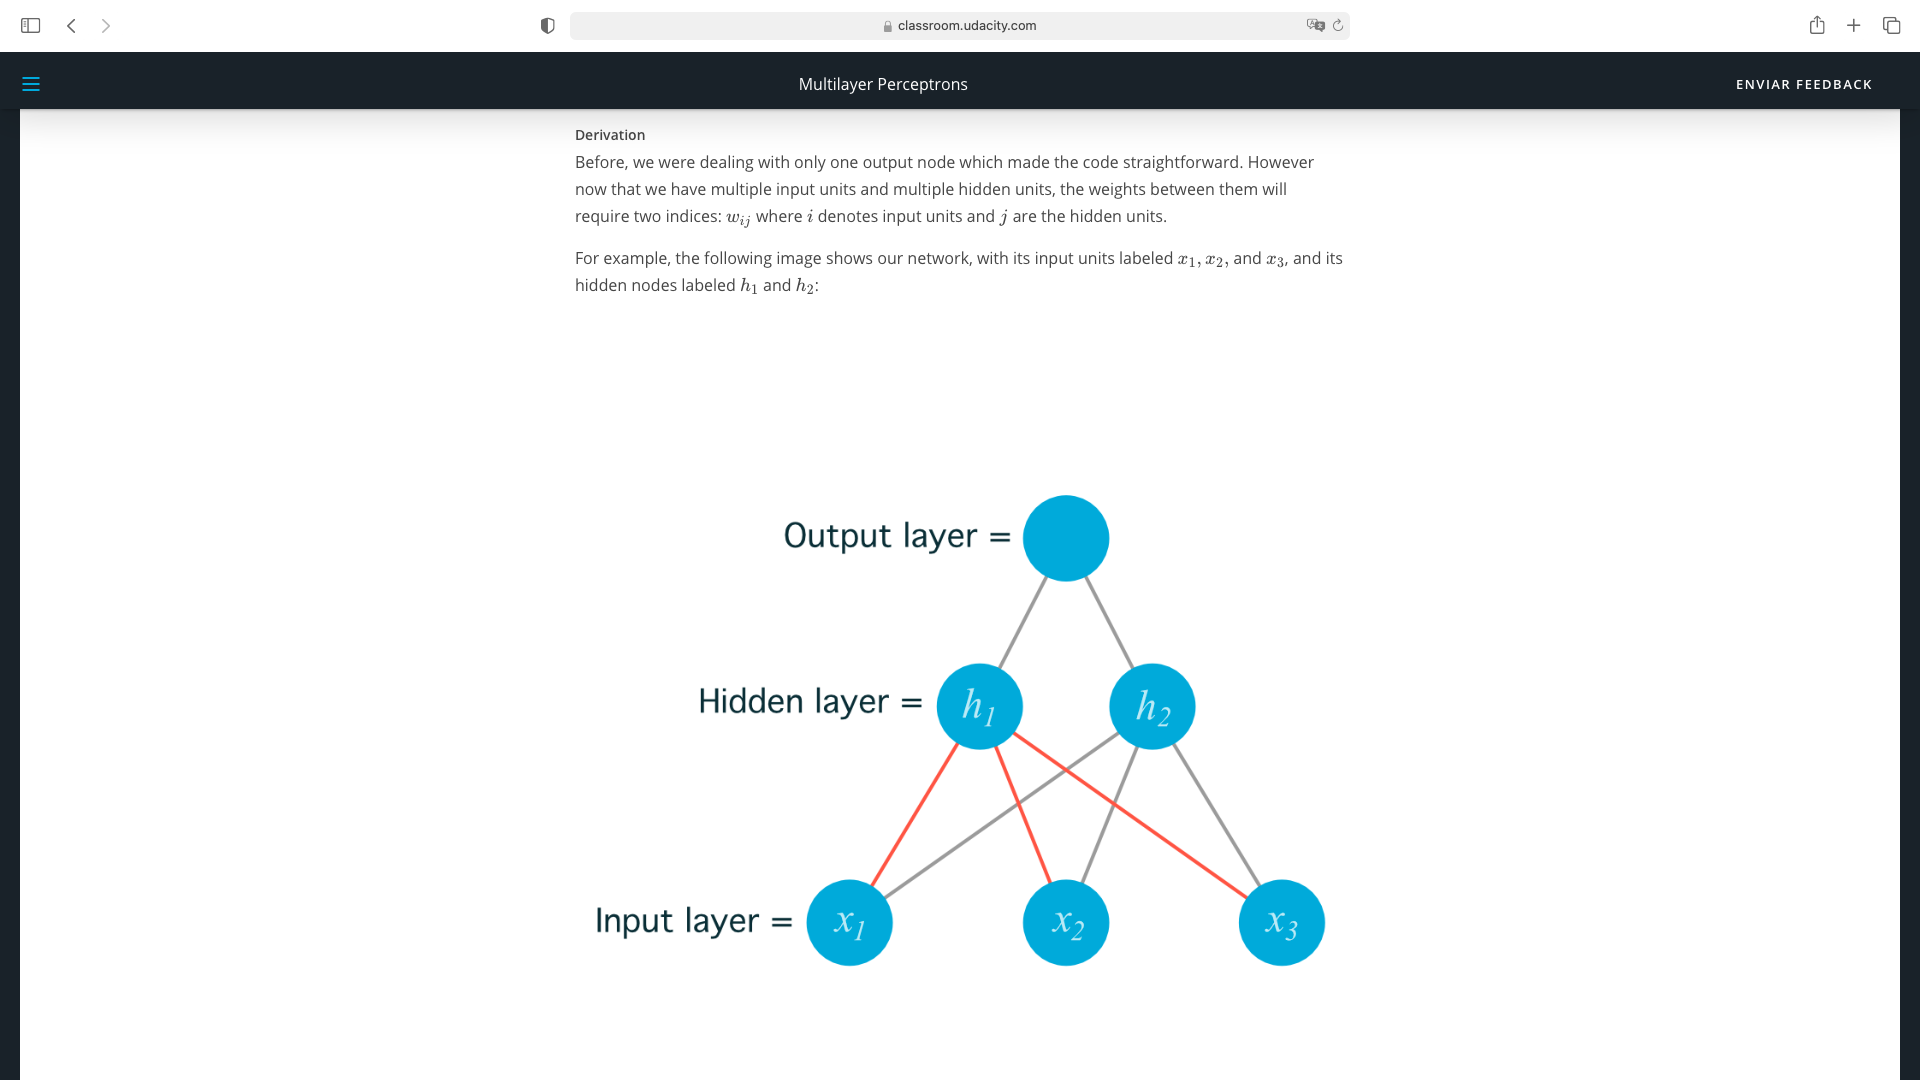 classroom.udacity.com
Multilayer Perceptrons
ENVIAR FEEDBACK
Derivation
Before, we were dealing with only one output node which made the code straightforward. However
now that we have multiple input units and multiple hidden units, the weights between them will
require two indices: w_{ij} where i denotes input units and j are the hidden units.
For example, the following image shows our network, with its input units labeled x_1, x_2, and x_3, and its
hidden nodes labeled h_1 and h_2:
Output layer =
Hidden layer = h_1 h_2
Input layer = x_1 x_2 x_3